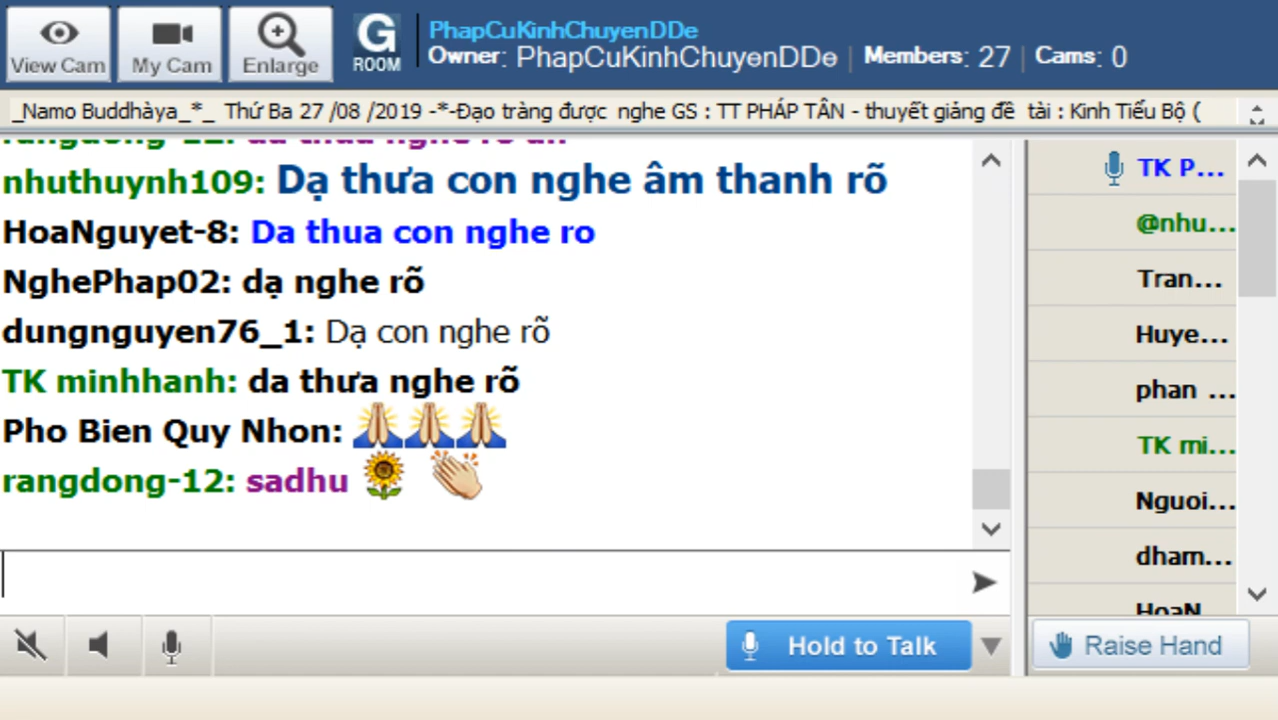 View Cam
My Cam
Enlarge
G
ROOM
PhapCuKinhChuyenDDe
Owner: PhapCuKinhChuyenDDe | Members: 27 | Cams: 0
_Namo Buddhàya_*_ Thứ Ba 27 /08 /2019 -*-Đạo tràng được nghe GS : TT PHÁP TÂN - thuyết giảng đề tài : Kinh Tiểu Bộ (
nhuthuynh109: Dạ thưa con nghe âm thanh rõ
HoaNguyet-8: Da thua con nghe ro
NghePhap02: dạ nghe rõ
dungnguyen76_1: Dạ con nghe rõ
TK minhhanh: da thưa nghe rõ
Pho Bien Quy Nhon:
rangdong-12: sadhu
TK P...
@nhu...
Tran...
Huye...
phan ...
TK mi...
Nguoi...
dham...
HoaN
Hold to Talk
Raise Hand